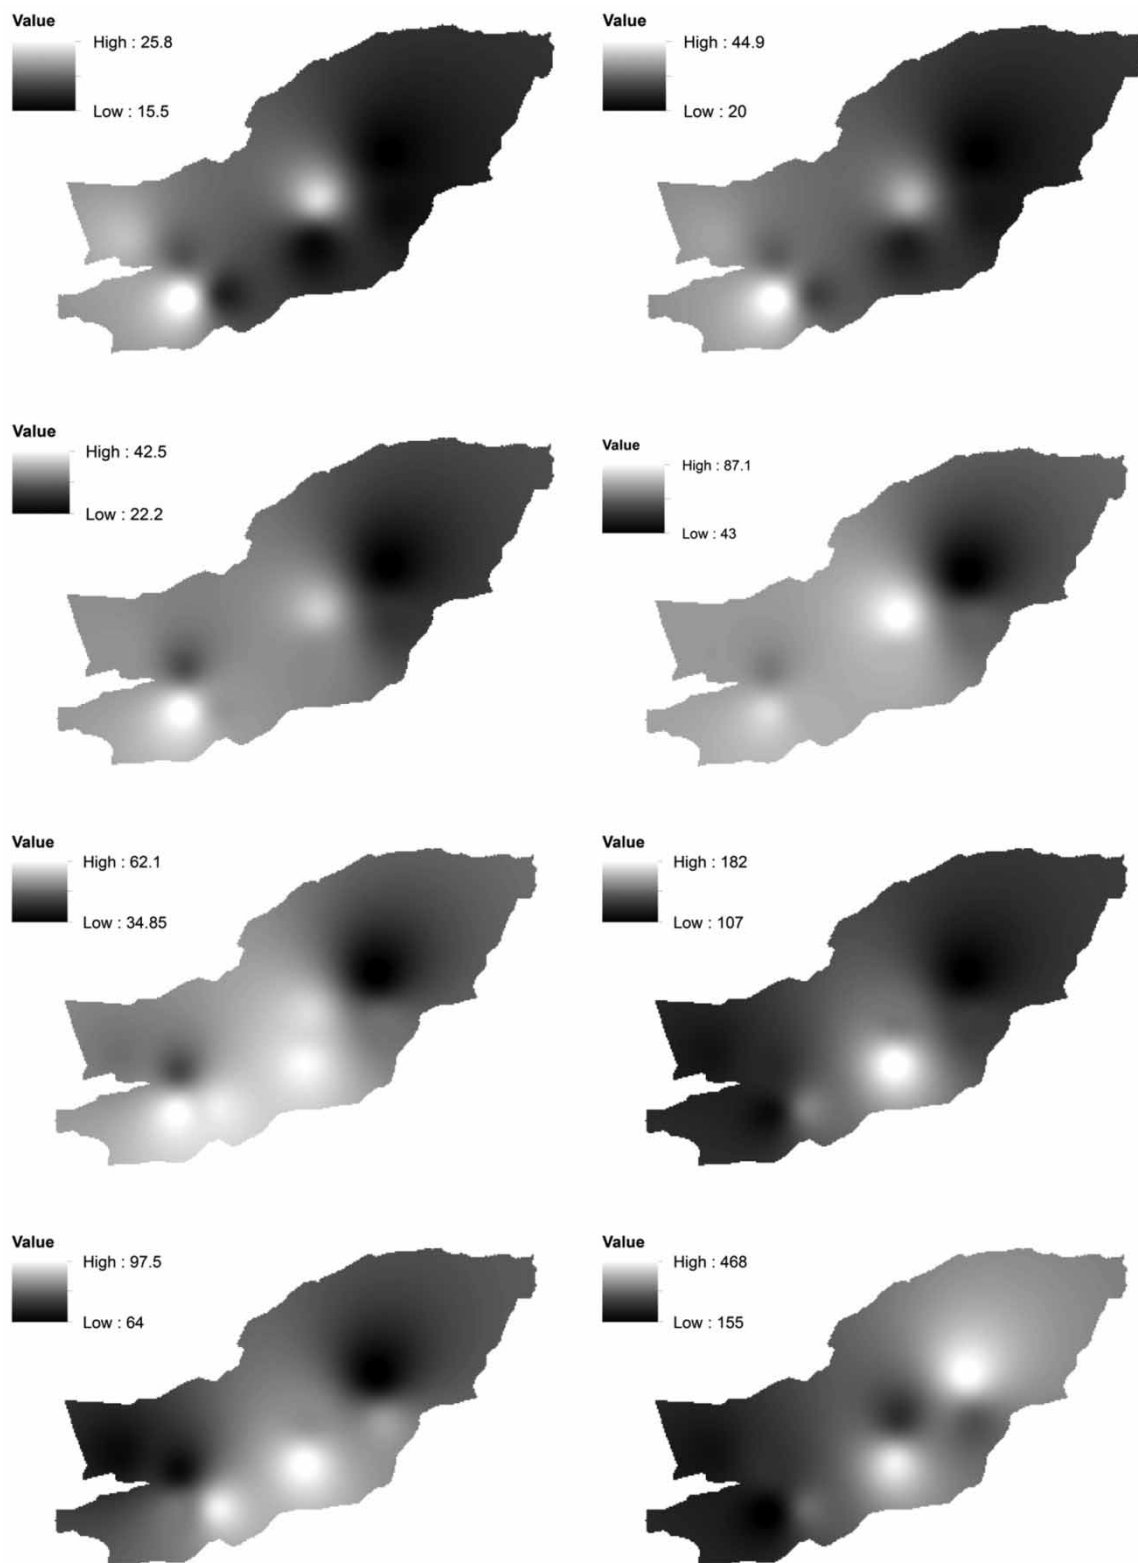 Value
High : 25.8
Low : 15.5
Value
High : 44.9
Low : 20
Value
High : 42.5
Low : 22.2
Value
High : 87.1
Low : 43
Value
High : 62.1
Low : 34.85
Value
High : 182
Low : 107
Value
High : 97.5
Low : 64
Value
High : 468
Low : 155